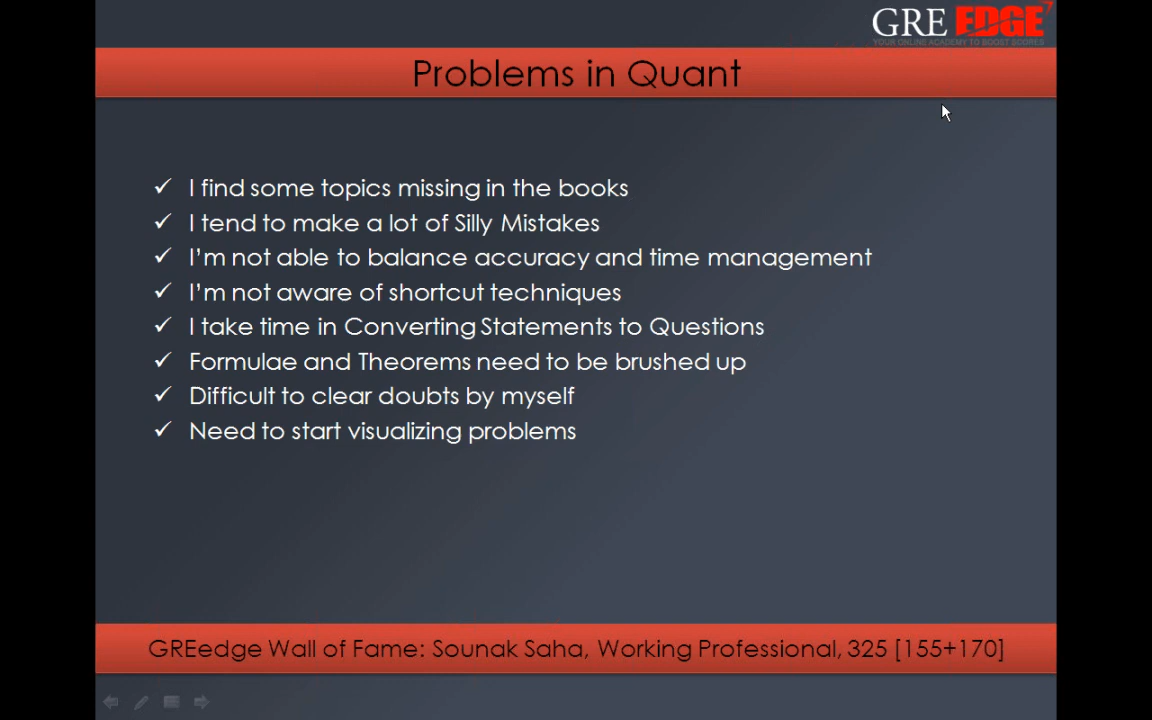 GRE EDGE
YOUR ONLINE ACADEMY TO BOOST SCORES
Problems in Quant
✓ I find some topics missing in the books
✓ I tend to make a lot of Silly Mistakes
✓ I'm not able to balance accuracy and time management
✓ I'm not aware of shortcut techniques
✓ I take time in Converting Statements to Questions
✓ Formulae and Theorems need to be brushed up
✓ Difficult to clear doubts by myself
✓ Need to start visualizing problems
GREedge Wall of Fame: Sounak Saha, Working Professional, 325 [155+170]